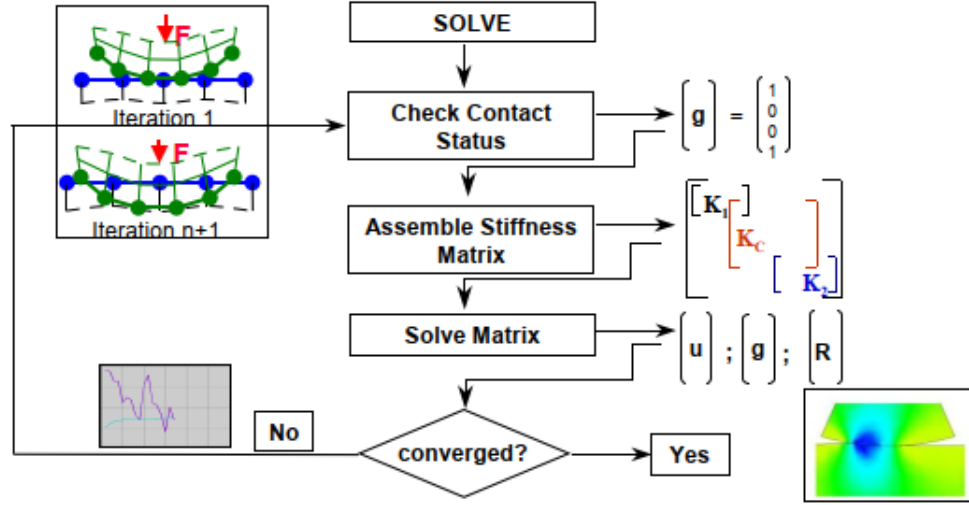 SOLVE
F
Iteration 1
Check Contact
Status
g = 1
0
0
1
F
Iteration n+1
Assemble Stiffness
Matrix
K₁
K_C
K₂
Solve Matrix
u ; g ; R
No
converged?
Yes